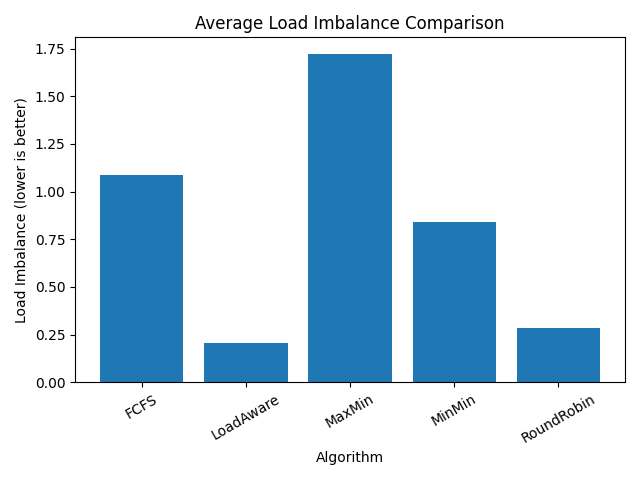 Average Load Imbalance Comparison
Load Imbalance (lower is better)
1.75
1.50
1.25
1.00
0.75
0.50
0.25
0.00
FCFS
LoadAware
MaxMin
MinMin
RoundRobin
Algorithm